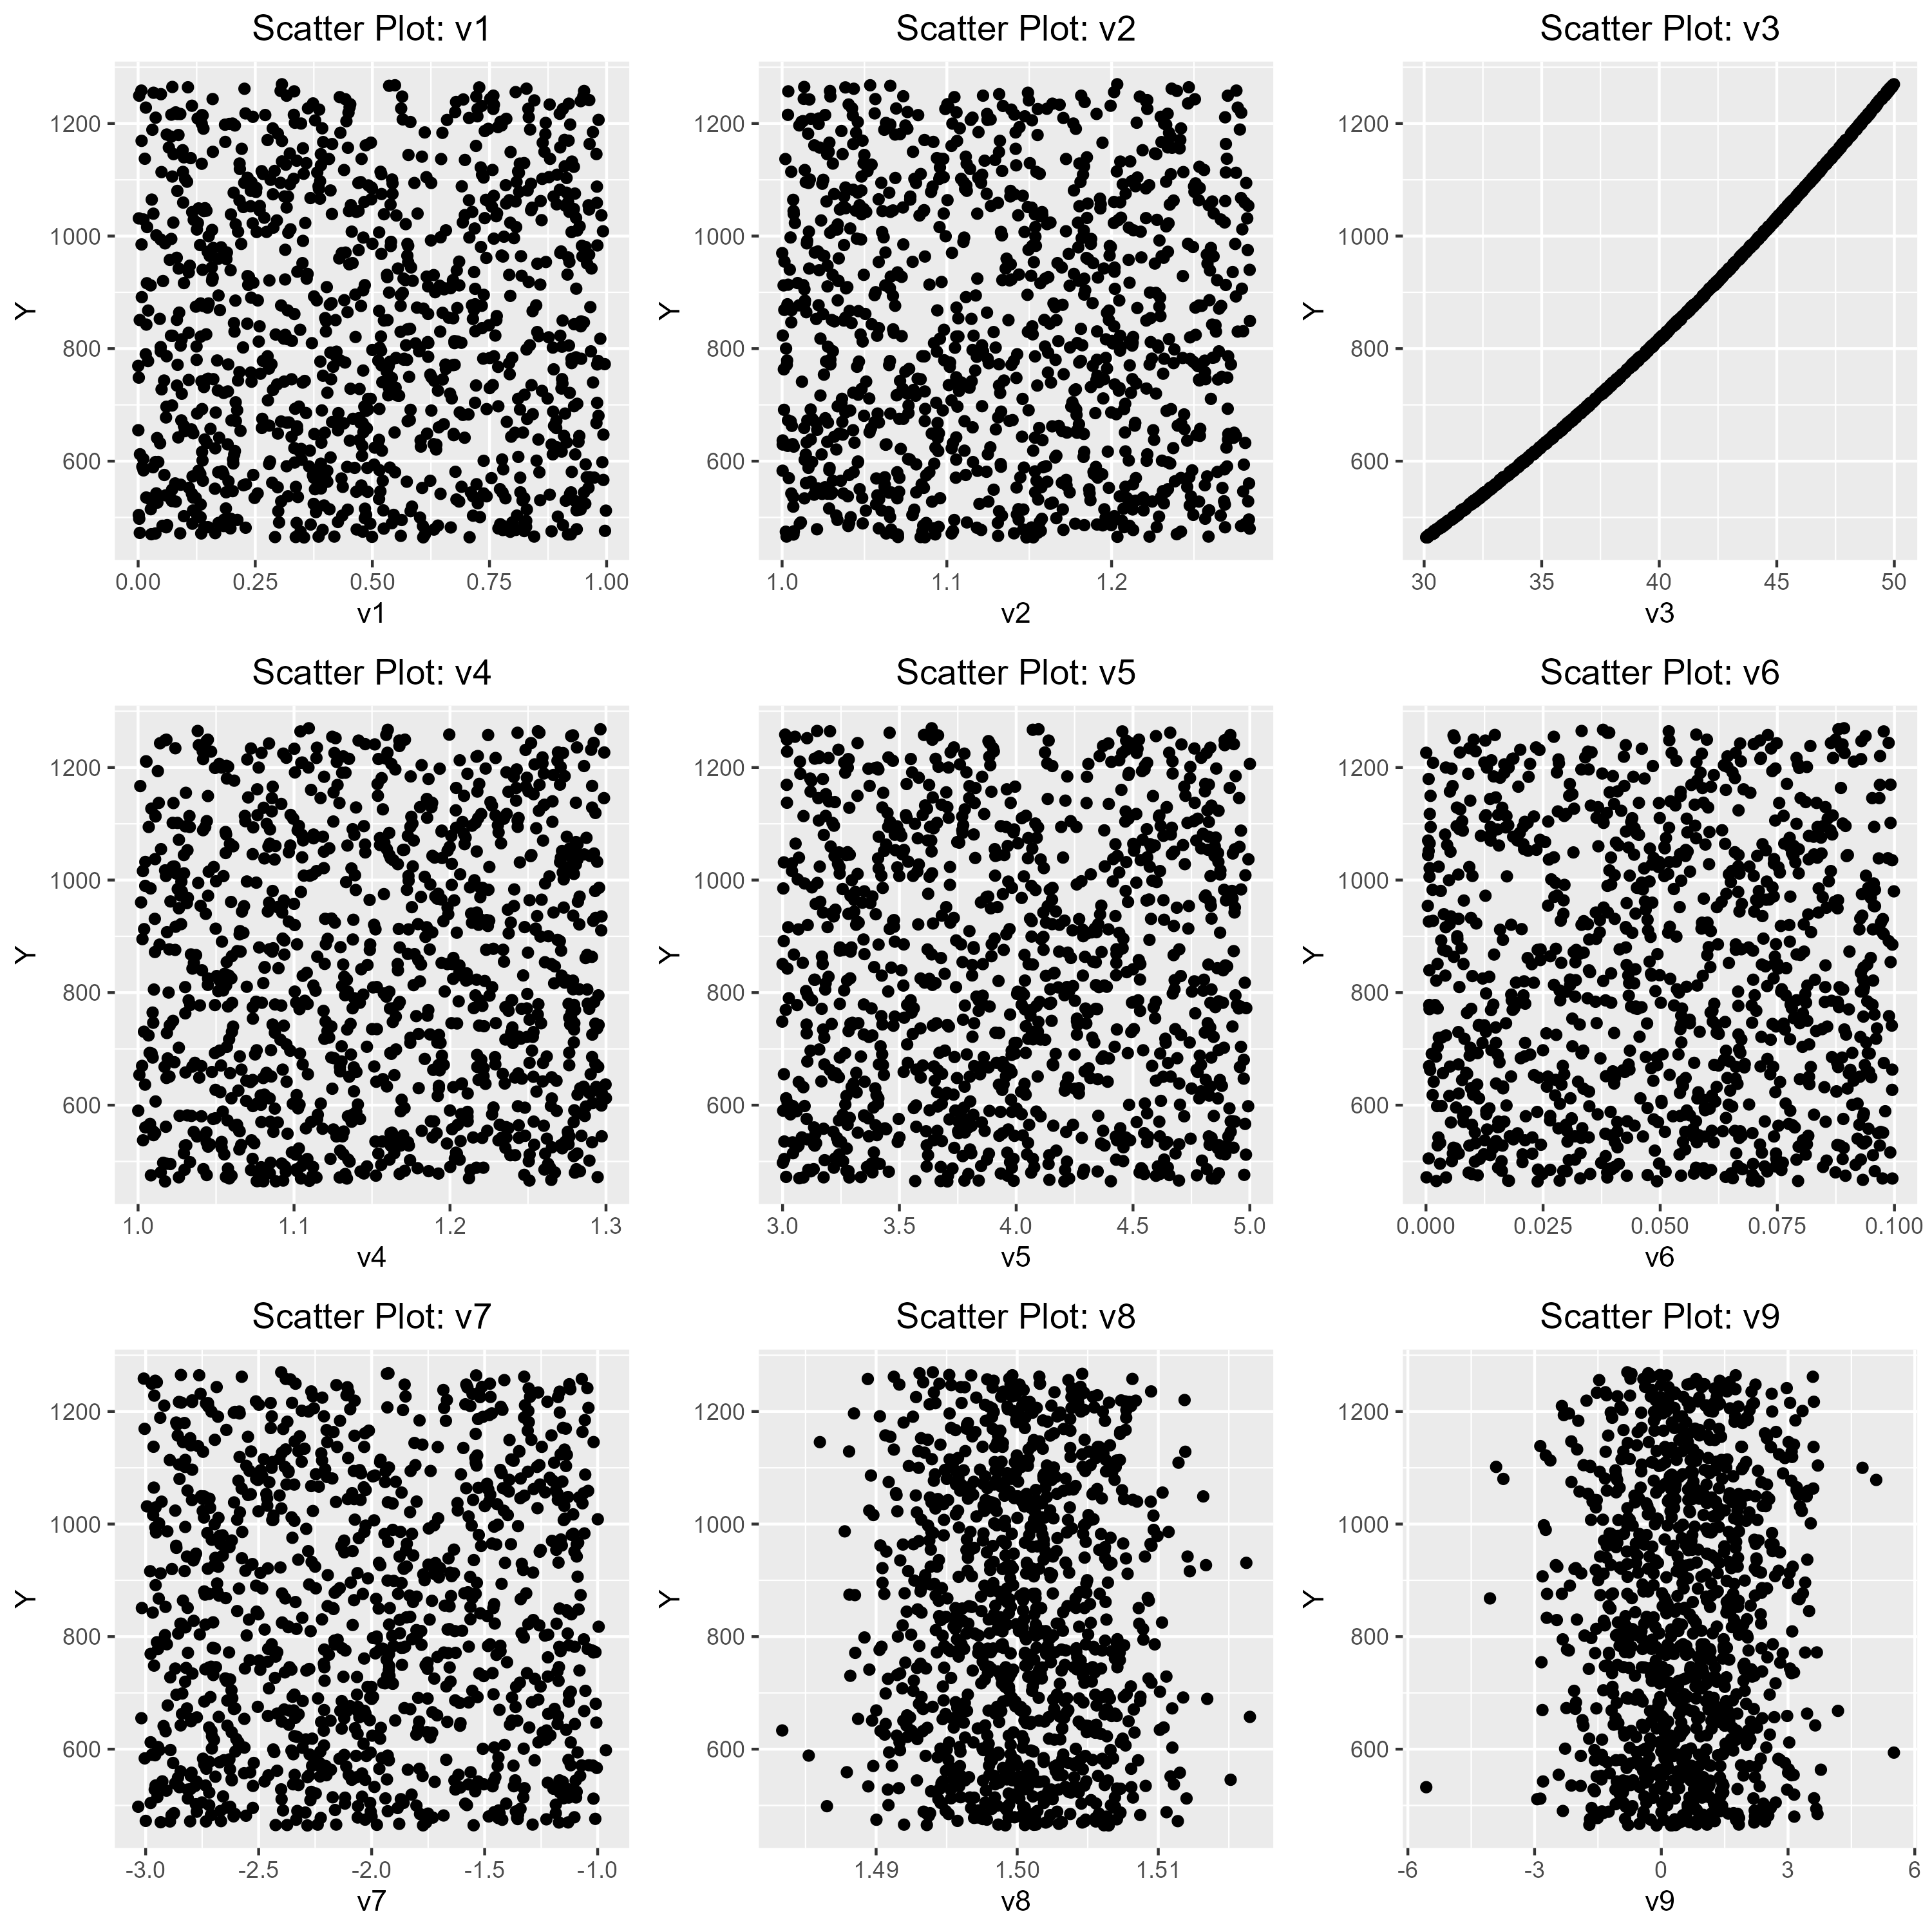 Scatter Plot: v1
Scatter Plot: v2
Scatter Plot: v3
Y
1200
1000
800
600
0.00 0.25 0.50 0.75 1.00
v1
Y
1200
1000
800
600
1.0 1.1 1.2
v2
Y
1200
1000
800
600
30 35 40 45 50
v3
Scatter Plot: v4
Scatter Plot: v5
Scatter Plot: v6
Y
1200
1000
800
600
1.0 1.1 1.2 1.3
v4
Y
1200
1000
800
600
3.0 3.5 4.0 4.5 5.0
v5
Y
1200
1000
800
600
0.000 0.025 0.050 0.075 0.100
v6
Scatter Plot: v7
Scatter Plot: v8
Scatter Plot: v9
Y
1200
1000
800
600
-3.0 -2.5 -2.0 -1.5 -1.0
v7
Y
1200
1000
800
600
1.49 1.50 1.51
v8
Y
1200
1000
800
600
-6 -3 0 3 6
v9